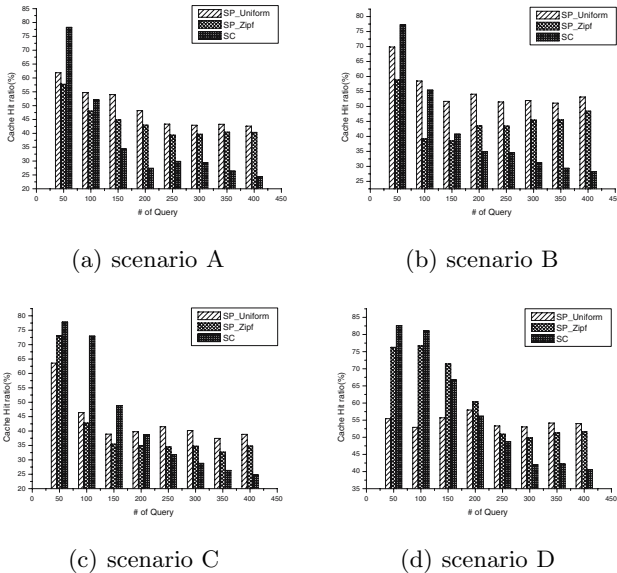 85
80
75
70
65
60
55
50
45
40
35
30
25
20
Cache Hit ratio(%)
SP_Uniform
SP_Zipf
SC
0 50 100 150 200 250 300 350 400 450
# of Query
(a) scenario A
80
75
70
65
60
55
50
45
40
35
30
25
Cache Hit ratio(%)
SP_Uniform
SP_Zipf
SC
0 50 100 150 200 250 300 350 400 450
# of Query
(b) scenario B
80
75
70
65
60
55
50
45
40
35
30
25
20
Cache Hit ratio(%)
SP_Uniform
SP_Zipf
SC
0 50 100 150 200 250 300 350 400 450
# of Query
(c) scenario C
85
80
75
70
65
60
55
50
45
40
35
Cache Hit ratio(%)
SP_Uniform
SP_Zipf
SC
0 50 100 150 200 250 300 350 400 450
# of Query
(d) scenario D